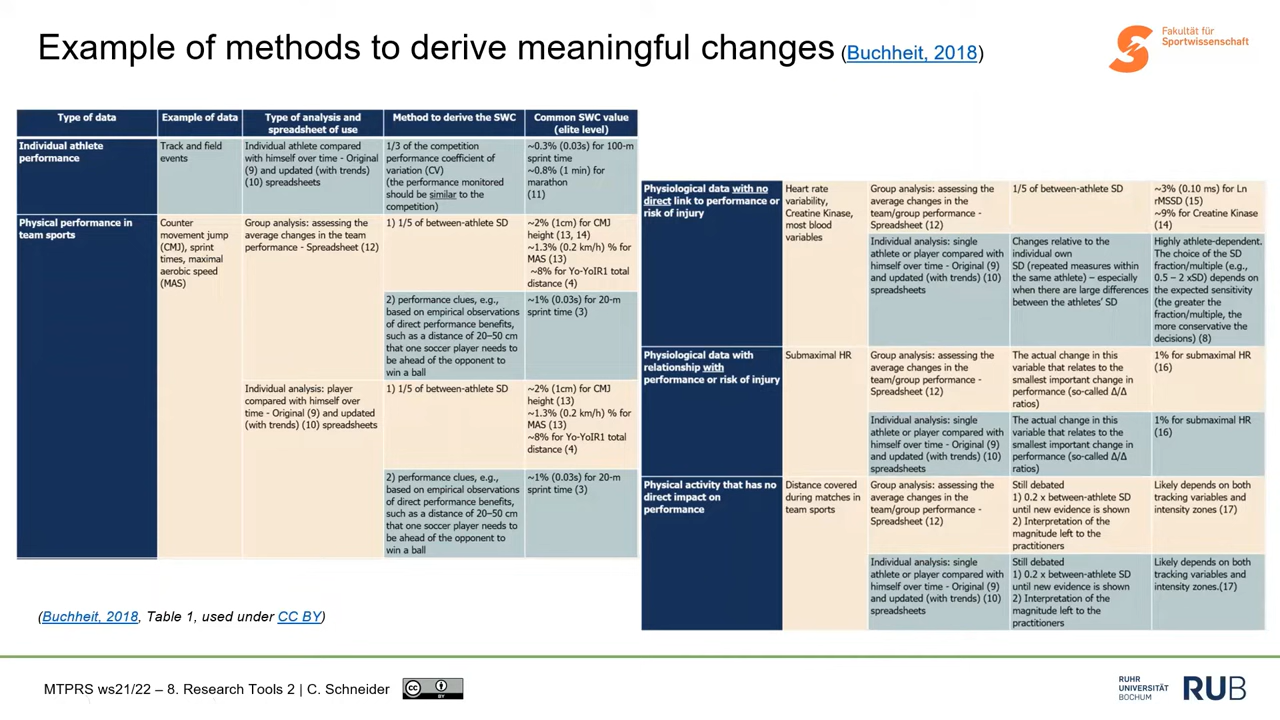 Example of methods to derive meaningful changes (Buchheit, 2018)
Fakultät für
Sportwissenschaft
Type of data
Example of data
Type of analysis and
spreadsheet of use
Method to derive the SWC
Common SWC value
(elite level)
Individual athlete
performance
Track and field
events
Individual athlete compared
with himself over time - Original
(9) and updated (with trends)
(10) spreadsheets
1/3 of the competition
performance coefficient of
variation (CV)
(the performance monitored
should be similar to the
competition)
~0.3% (0.03s) for 100-m
sprint time
~0.8% (1 min) for
marathon
(11)
Physical performance in
team sports
Counter
movement jump
(CMJ), sprint
times, maximal
aerobic speed
(MAS)
Group analysis: assessing the
average changes in the team
performance - Spreadsheet (12)
1) 1/5 of between-athlete SD
~2% (1cm) for CMJ
height (13, 14)
~1.3% (0.2 km/h) % for
MAS (13)
~8% for Yo-YoIR1 total
distance (4)
2) performance clues, e.g.,
based on empirical observations
of direct performance benefits,
such as a distance of 20–50 cm
that one soccer player needs to
be ahead of the opponent to
win a ball
~1% (0.03s) for 20-m
sprint time (3)
Individual analysis: player
compared with himself over
time - Original (9) and updated
(with trends) (10) spreadsheets
1) 1/5 of between-athlete SD
~2% (1cm) for CMJ
height (13)
~1.3% (0.2 km/h) % for
MAS (13)
~8% for Yo-YoIR1 total
distance (4)
2) performance clues, e.g.,
based on empirical observations
of direct performance benefits,
such as a distance of 20–50 cm
that one soccer player needs to
be ahead of the opponent to
win a ball
~1% (0.03s) for 20-m
sprint time (3)
Physiological data with no
direct link to performance or
risk of injury
Heart rate
variability,
Creatine Kinase,
most blood
variables
Group analysis: assessing the
average changes in the
team/group performance -
Spreadsheet (12)
1/5 of between-athlete SD
~3% (0.10 ms) for Ln
rMSSD (15)
~9% for Creatine Kinase
(14)
Individual analysis: single
athlete or player compared with
himself over time - Original (9)
and updated (with trends) (10)
spreadsheets
Changes relative to the
individual own
SD (repeated measures within
the same athlete) – especially
when there are large differences
between the athletes' SD
Highly athlete-dependent.
The choice of the SD
fraction/multiple (e.g.,
0.5 – 2 xSD) depends on
the expected sensitivity
(the greater the
fraction/multiple, the
more conservative the
decisions) (8)
Physiological data with
relationship with
performance or risk of injury
Submaximal HR
Group analysis: assessing the
average changes in the
team/group performance -
Spreadsheet (12)
The actual change in this
variable that relates to the
smallest important change in
performance (so-called Δ/Δ
ratios)
1% for submaximal HR
(16)
Individual analysis: single
athlete or player compared with
himself over time - Original (9)
and updated (with trends) (10)
spreadsheets
The actual change in this
variable that relates to the
smallest important change in
performance (so-called Δ/Δ
ratios)
1% for submaximal HR
(16)
Physical activity that has no
direct impact on
performance
Distance covered
during matches in
team sports
Group analysis: assessing the
average changes in the
team/group performance -
Spreadsheet (12)
Still debated
1) 0.2 x between-athlete SD
until new evidence is shown
2) Interpretation of the
magnitude left to the
practitioners
Likely depends on both
tracking variables and
intensity zones (17)
Individual analysis: single
athlete or player compared with
himself over time - Original (9)
and updated (with trends) (10)
spreadsheets
Still debated
1) 0.2 x between-athlete SD
until new evidence is shown
2) Interpretation of the
magnitude left to the
practitioners
Likely depends on both
tracking variables and
intensity zones.(17)
(Buchheit, 2018, Table 1, used under CC BY)
MTPRS ws21/22 – 8. Research Tools 2 | C. Schneider
cc
BY
RUHR
UNIVERSITÄT
BOCHUM
RUB